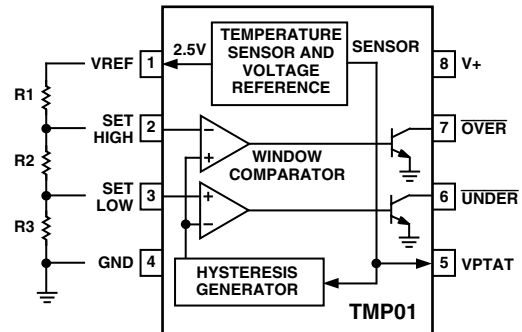 TEMPERATURE
SENSOR AND
VOLTAGE
REFERENCE
SENSOR
2.5V
VREF
1
8
V+
R1
SET
HIGH
2
7
OVER
R2
WINDOW
COMPARATOR
SET
LOW
3
6
UNDER
R3
GND
4
HYSTERESIS
GENERATOR
5
VPTAT
TMP01